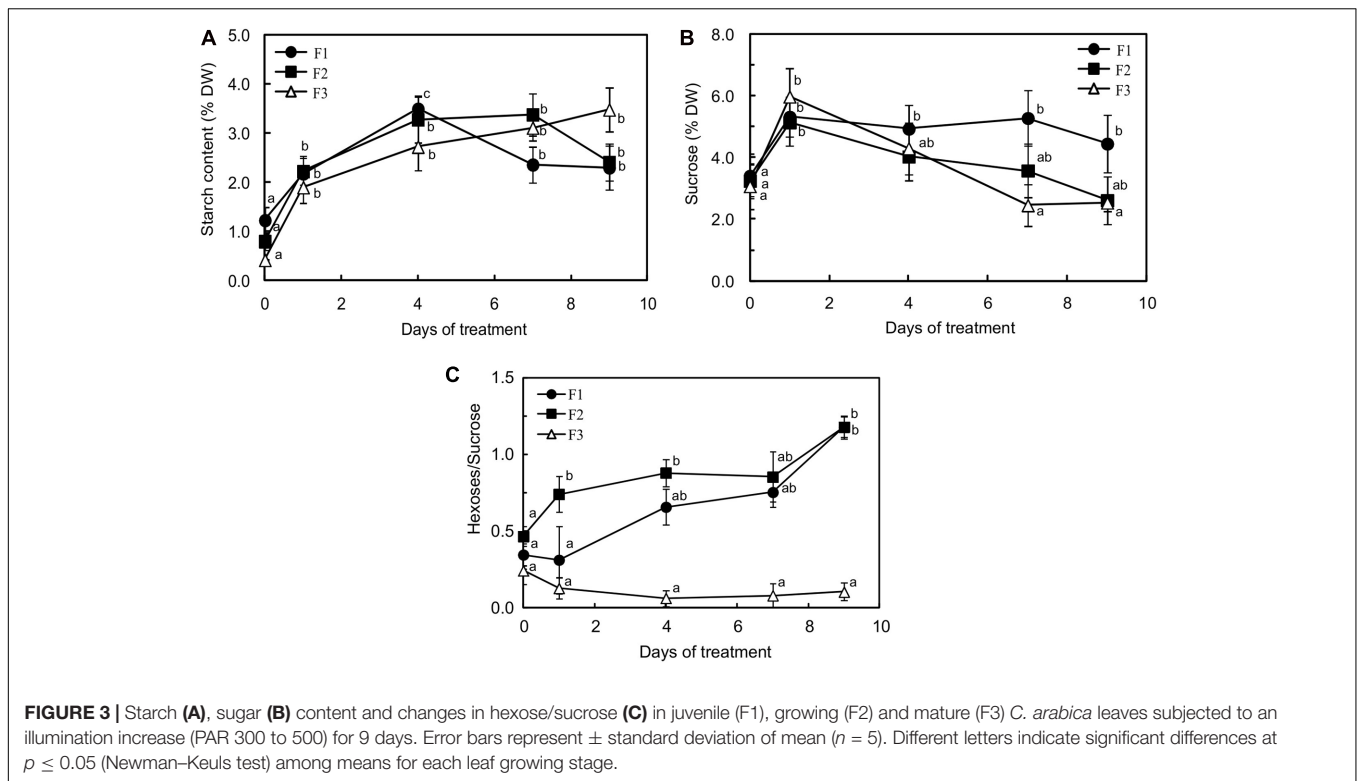 A
5.0
4.0
3.0
2.0
1.0
0.0
Starch content (% DW)
F1
F2
F3
a
a
a
b
b
b
c
b
b
b
b
b
b
b
b
0 2 4 6 8 10
Days of treatment
B
8.0
6.0
4.0
2.0
0.0
Sucrose (% DW)
F1
F2
F3
a
a
a
b
b
b
b
ab
b
ab
a
b
ab
a
0 2 4 6 8 10
Days of treatment
C
1.5
1.0
0.5
0.0
Hexoses/Sucrose
F1
F2
F3
a
a
a
b
a
a
b
ab
a
ab
ab
a
b
b
a
0 2 4 6 8 10
Days of treatment
FIGURE 3 | Starch (A), sugar (B) content and changes in hexose/sucrose (C) in juvenile (F1), growing (F2) and mature (F3) C. arabica leaves subjected to an
illumination increase (PAR 300 to 500) for 9 days. Error bars represent ± standard deviation of mean (n = 5). Different letters indicate significant differences at
p ≤ 0.05 (Newman–Keuls test) among means for each leaf growing stage.